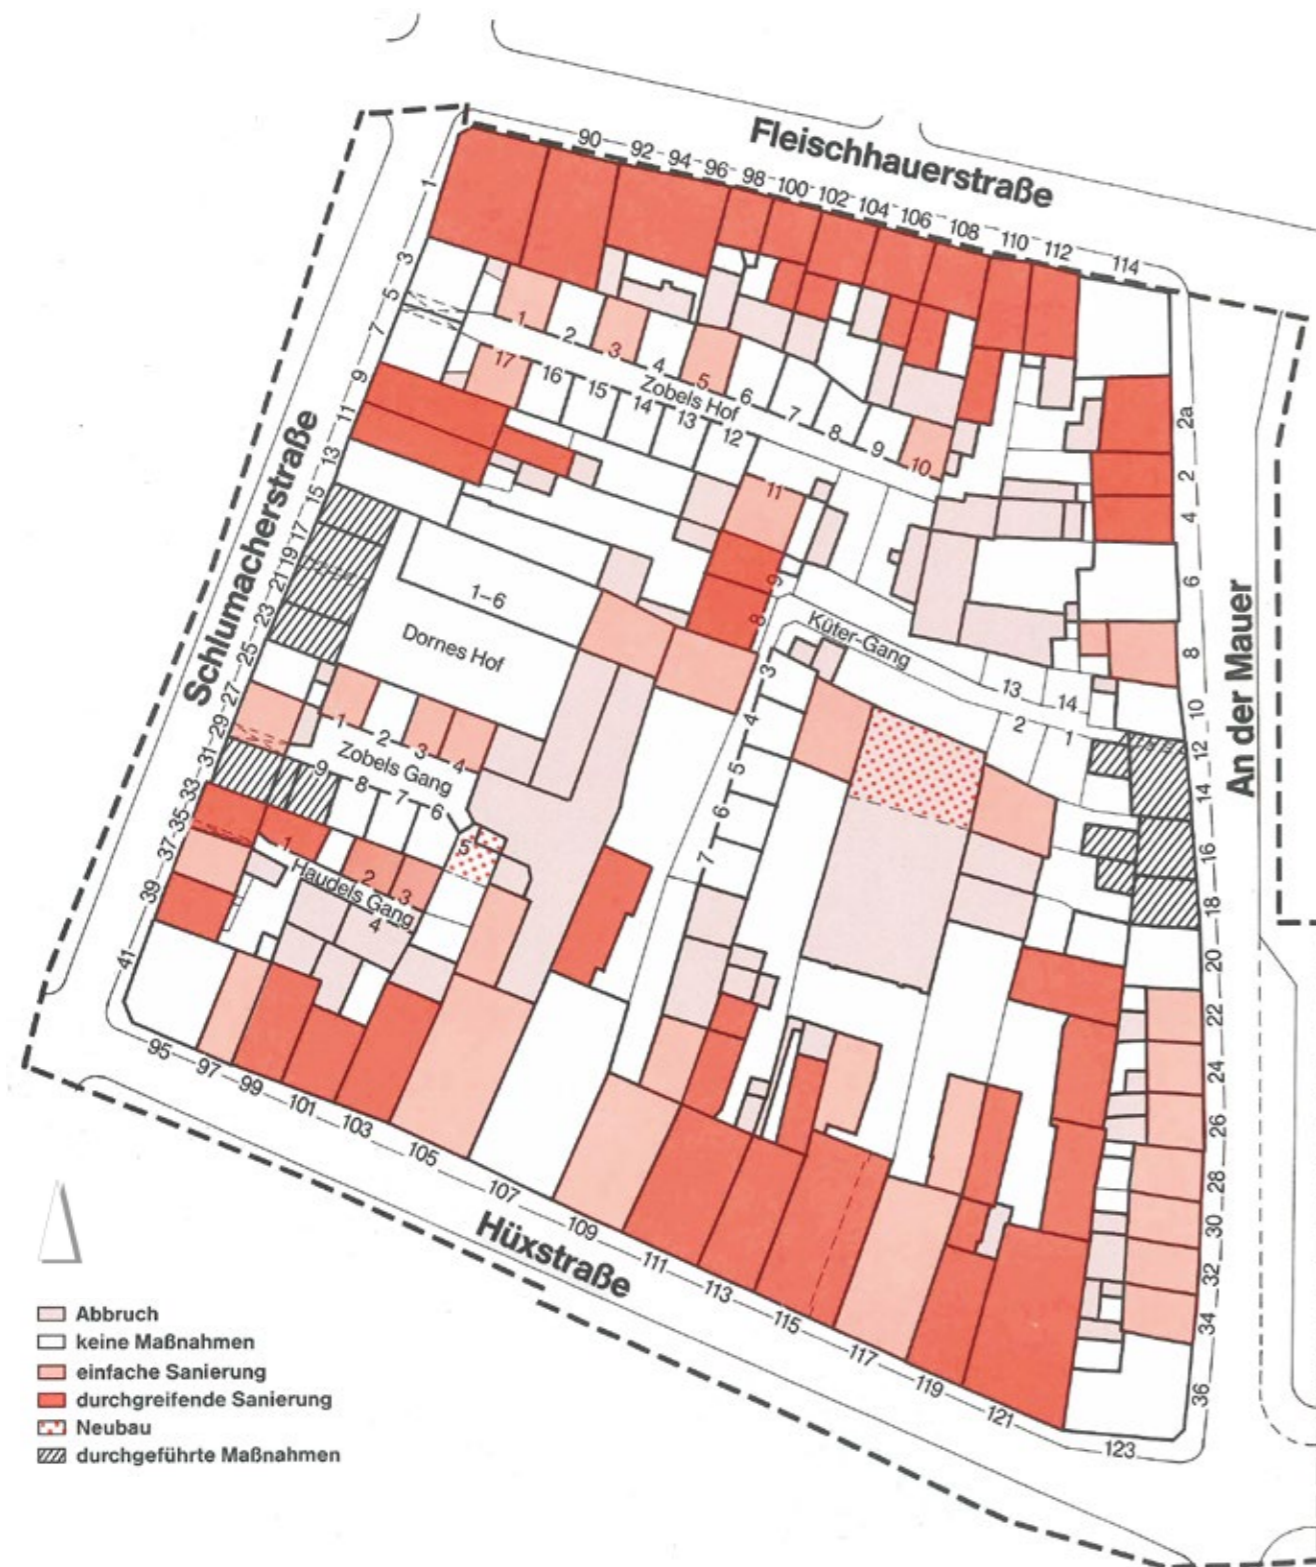 Fleischhauerstraße
90 92 94 96 98 100 102 104 106 108 110 112 114
Schlumacherstraße
1 3 5 7 9 11 13 15 17 19 21 23 25 27 29 31 33 35 37 39 41
An der Mauer
2a 2 4 6 8 10 12 14 16 18 20 22 24 26 28 30 32 34 36
Zobels Hof
1 2 3 4 5 6 7 8 9 10
17 16 15 14 13 12 11
1–6
Dornes Hof
Küter-Gang
9 8
3 4 5 6 7
13 14
2 1
Zobels Gang
1 2 3 4
9 8 7 6 5
Haudels Gang
1 2 3
4
Hüxstraße
95 97 99 101 103 105 107 109 111 113 115 117 119 121 123
Abbruch
keine Maßnahmen
einfache Sanierung
durchgreifende Sanierung
Neubau
durchgeführte Maßnahmen